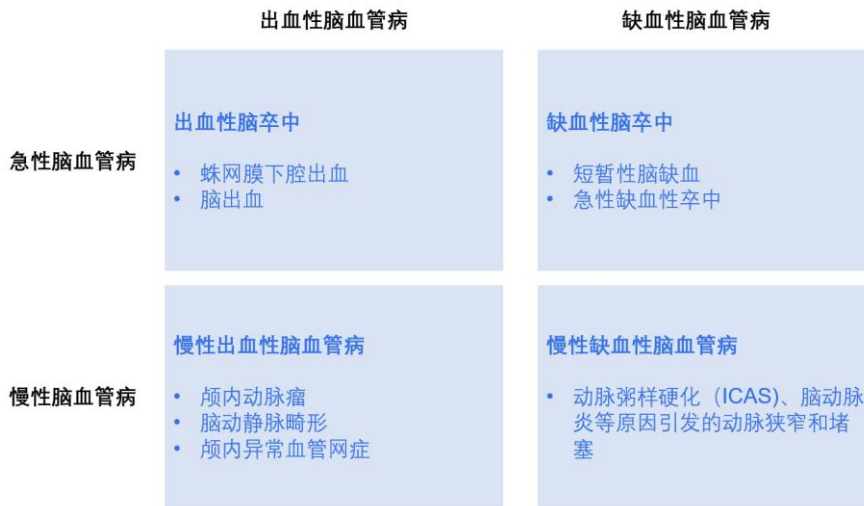 出血性脑血管病
缺血性脑血管病
急性脑血管病
出血性脑卒中
• 蛛网膜下腔出血
• 脑出血
缺血性脑卒中
• 短暂性脑缺血
• 急性缺血性卒中
慢性脑血管病
慢性出血性脑血管病
• 颅内动脉瘤
• 脑动静脉畸形
• 颅内异常血管网症
慢性缺血性脑血管病
• 动脉粥样硬化（ICAS)、脑动脉
炎等原因引发的动脉狭窄和堵
塞